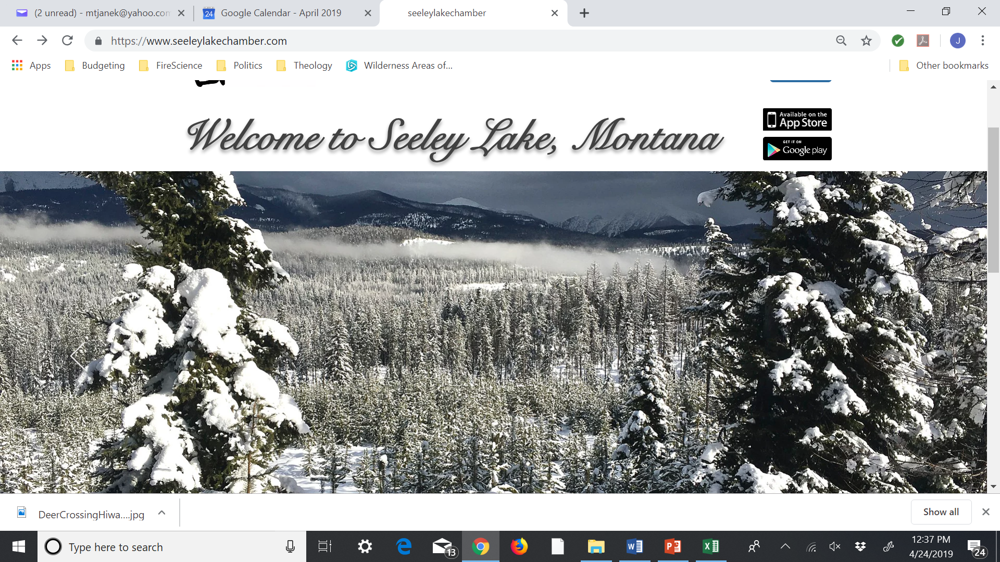 (2 unread) - mtjanek@yahoo.con
24 Google Calendar - April 2019
seeleylakechamber
https://www.seeleylakechamber.com
J
Apps
Budgeting
FireScience
Politics
Theology
Wilderness Areas of...
Other bookmarks
Welcome to Seeley Lake, Montana
Available on the
App Store
GET IT ON
Google play
DeerCrossingHiwa....jpg
Show all
Type here to search
13
12:37 PM
4/24/2019
24